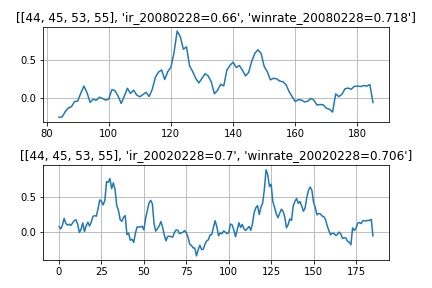 [[44, 45, 53, 55], 'ir_20080228=0.66', 'winrate_20080228=0.718']
0.5
0.0
80 100 120 140 160 180
[[44, 45, 53, 55], 'ir_20020228=0.7', 'winrate_20020228=0.706']
0.5
0.0
0 25 50 75 100 125 150 175